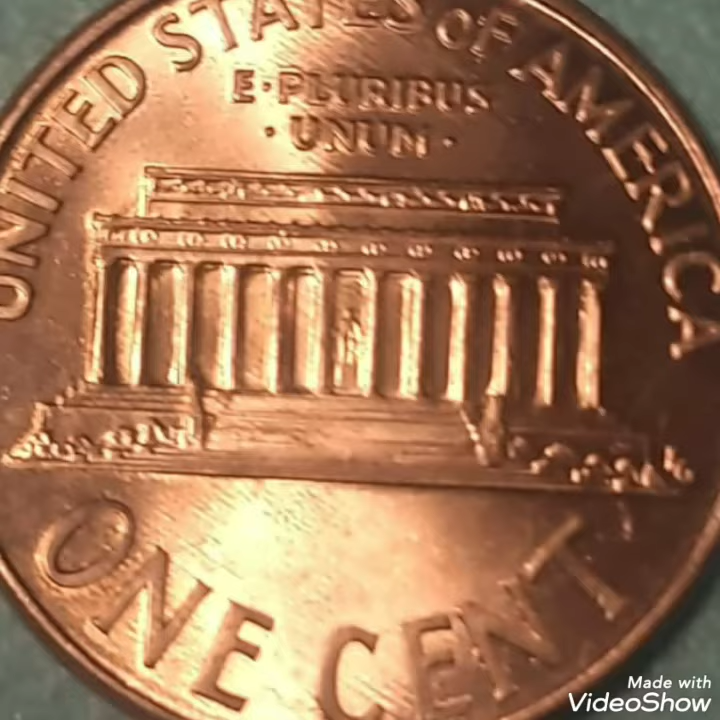 UNITED STATES OF AMERICA
E·PLURIBUS
·UNUM·
ONE CENT
Made with
VideoShow